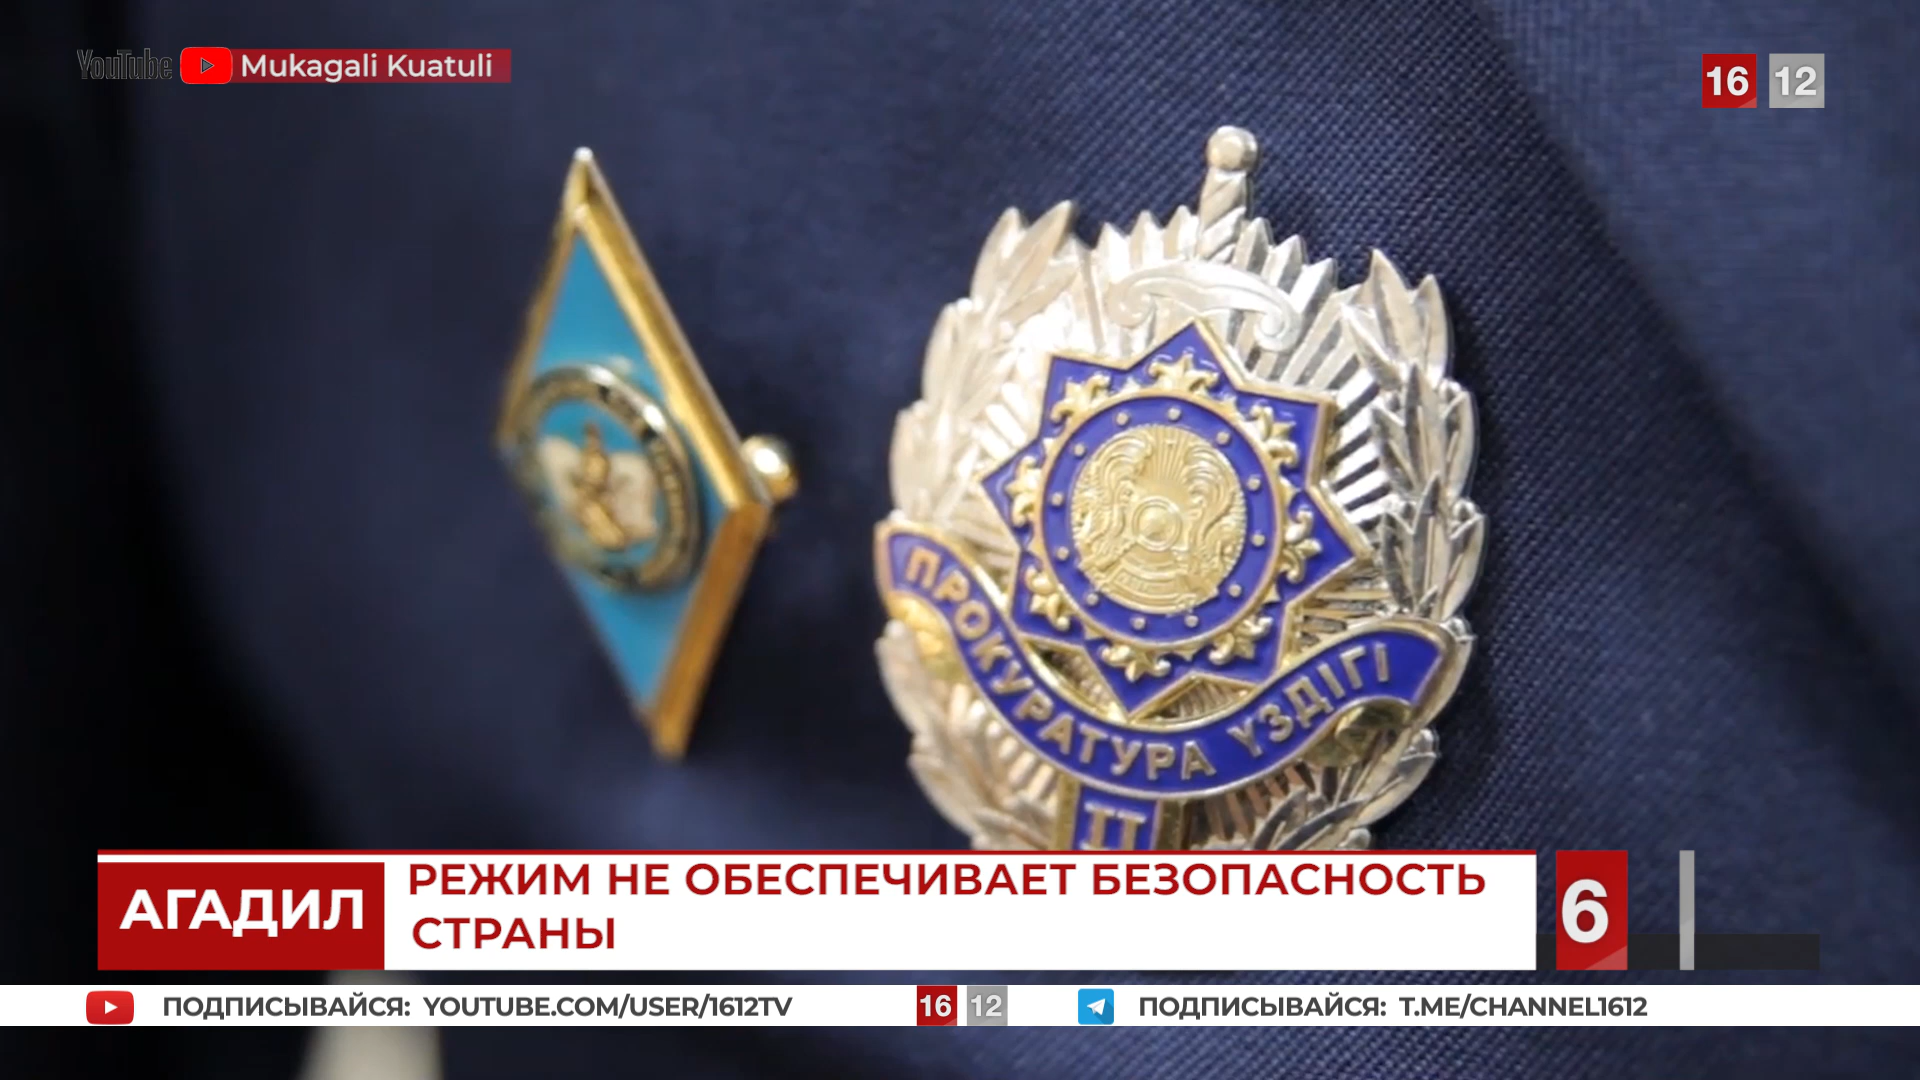 YouTube Mukagali Kuatuli
16 12
ПРОКУРАТУРА ҮЗДІГІ
II
АГАДИЛ
РЕЖИМ НЕ ОБЕСПЕЧИВАЕТ БЕЗОПАСНОСТЬ
СТРАНЫ
6
ПОДПИСЫВАЙСЯ: YOUTUBE.COM/USER/1612TV
16 12
ПОДПИСЫВАЙСЯ: T.ME/CHANNEL1612